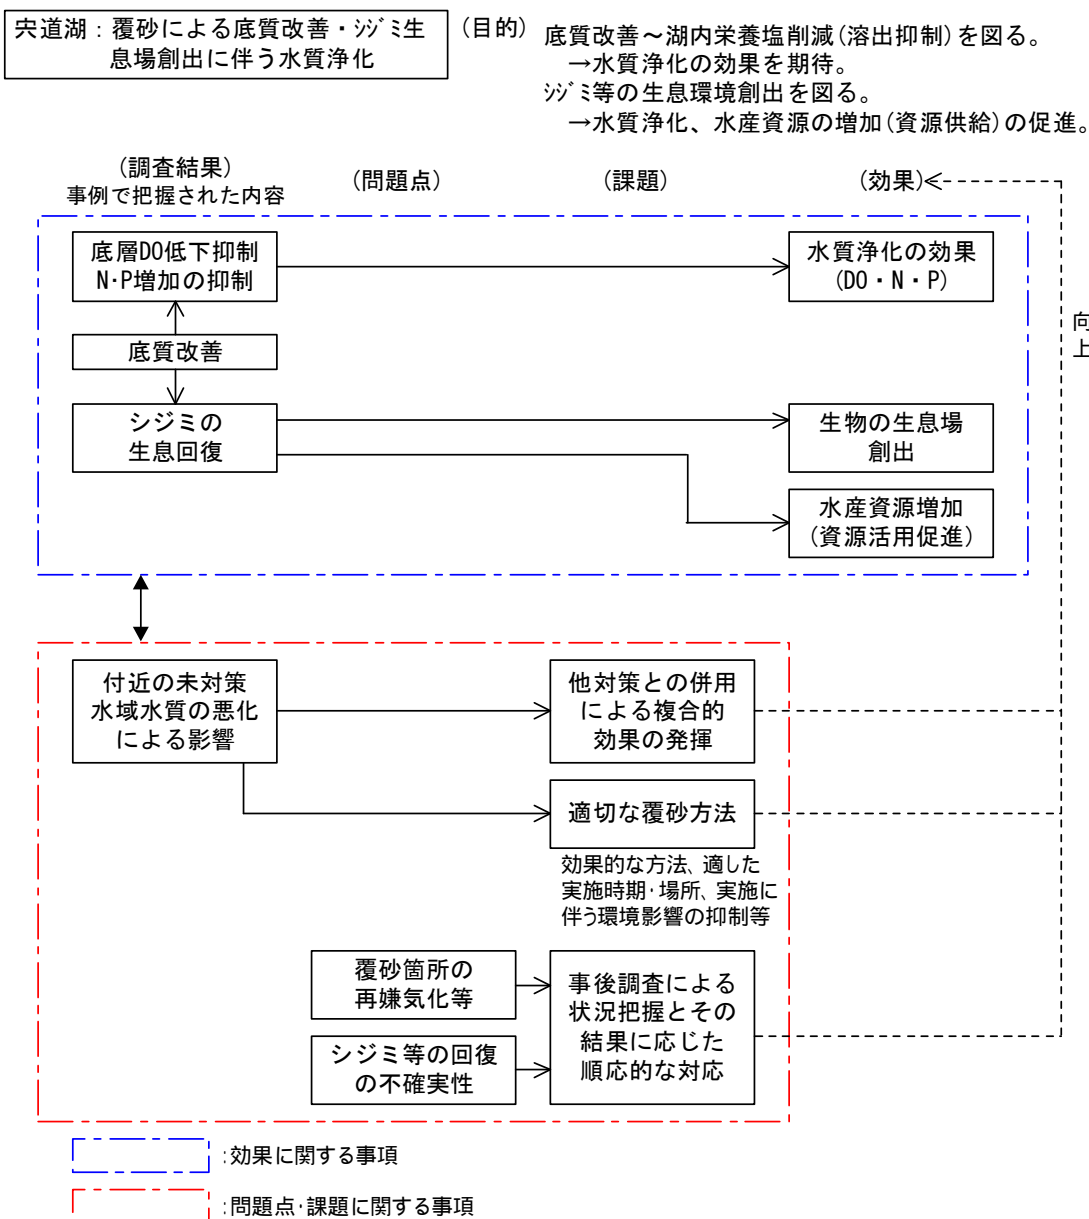 宍道湖：覆砂による底質改善・ｼｼﾞﾐ生
息場創出に伴う水質浄化
(目的)
底質改善～湖内栄養塩削減(溶出抑制)を図る。
→水質浄化の効果を期待。
ｼｼﾞﾐ等の生息環境創出を図る。
→水質浄化、水産資源の増加(資源供給)の促進。
(調査結果)
事例で把握された内容
(問題点)
(課題)
(効果)
底層DO低下抑制
N･P増加の抑制
水質浄化の効果
(DO・N・P)
向
上
底質改善
シジミの
生息回復
生物の生息場
創出
水産資源増加
(資源活用促進)
付近の未対策
水域水質の悪化
による影響
他対策との併用
による複合的
効果の発揮
適切な覆砂方法
効果的な方法、適した
実施時期･場所、実施に
伴う環境影響の抑制等
覆砂箇所の
再嫌気化等
シジミ等の回復
の不確実性
事後調査による
状況把握とその
結果に応じた
順応的な対応
:効果に関する事項
:問題点･課題に関する事項